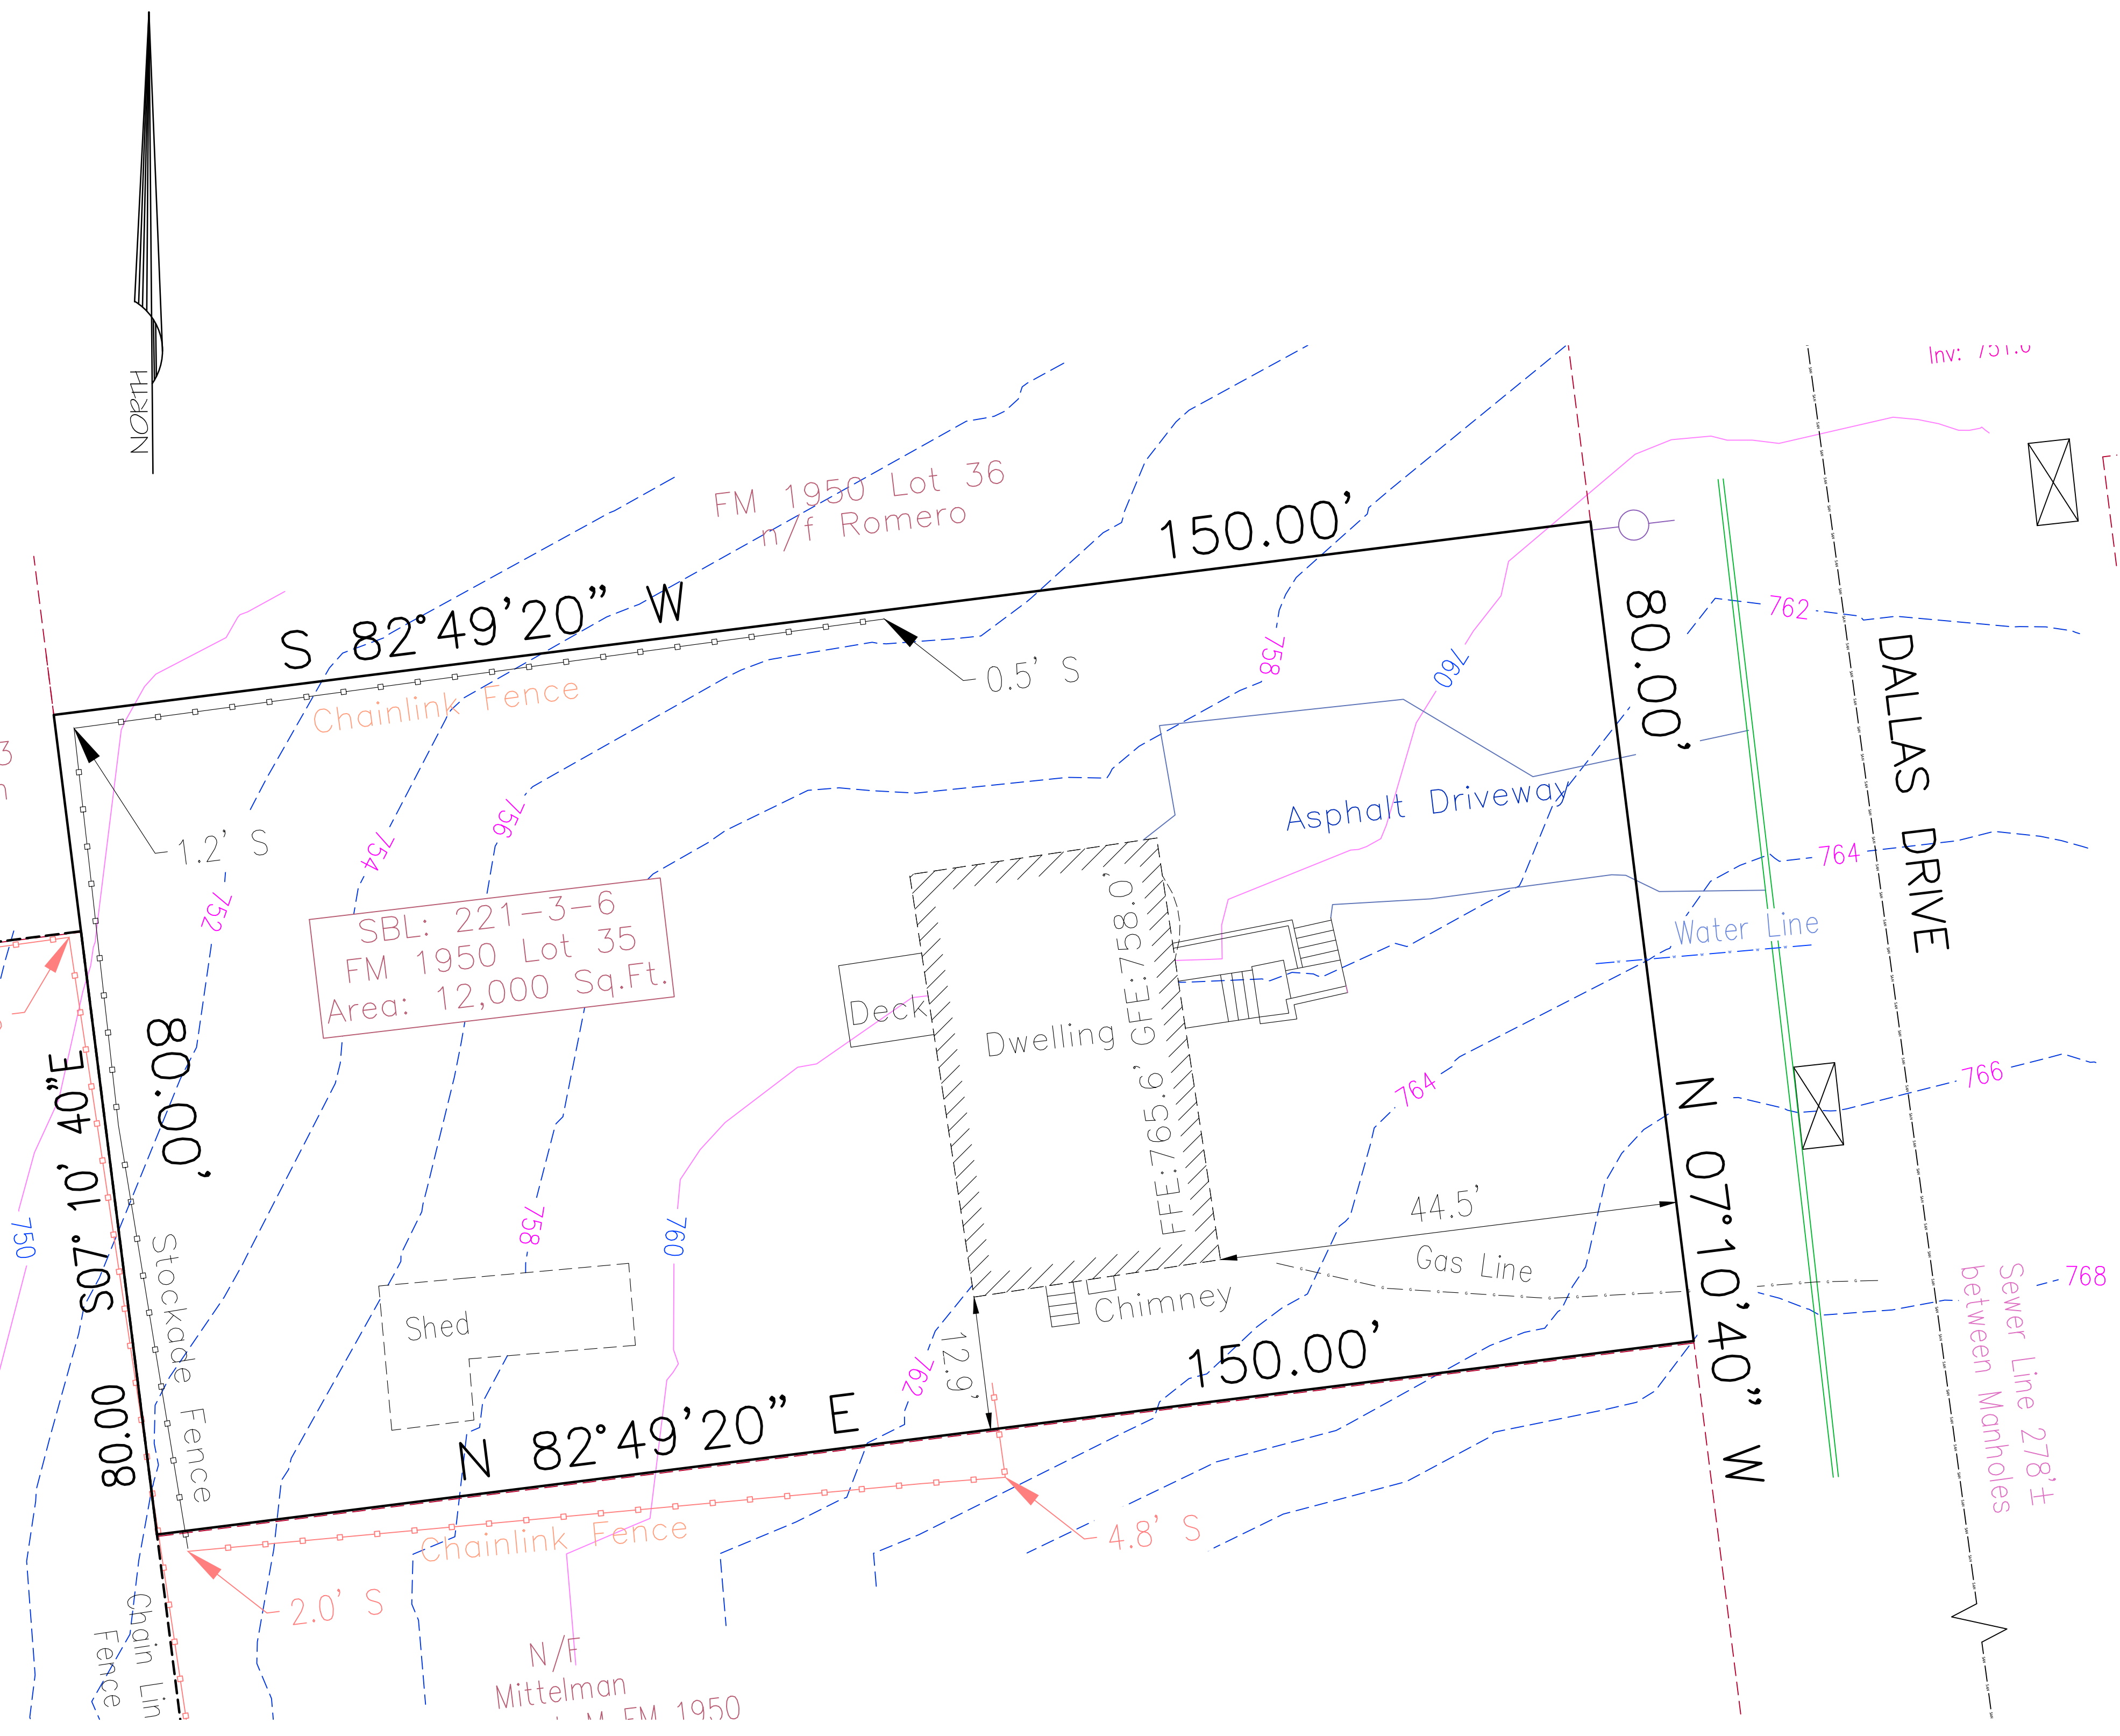 NORTH
Inv: 751.0
FM 1950 Lot 36
n/f Romero
150.00'
S 82°49'20" W
0.5' S
Chainlink Fence
80.00'
762
758
760
DALLAS DRIVE
3
n
Asphalt Driveway
756
754
1.2' S
764
752
SBL: 221-3-6
FM 1950 Lot 35
Area: 12,000 Sq.Ft.
GFE:758.0'
Water Line
Deck
Dwelling
FFE:765.6'
80.00'
S07° 10' 40"E
80.00
764
766
N 07°10'40" W
44.5'
Gas Line
750
758
760
Stockade Fence
Shed
Chimney
768
Sewer Line 278'±
between Manholes
12.9'
762
150.00'
N 82°49'20" E
Chainlink Fence
4.8' S
2.0' S
Chain Lin
Fence
N/F
Mittelman
M FM 1950